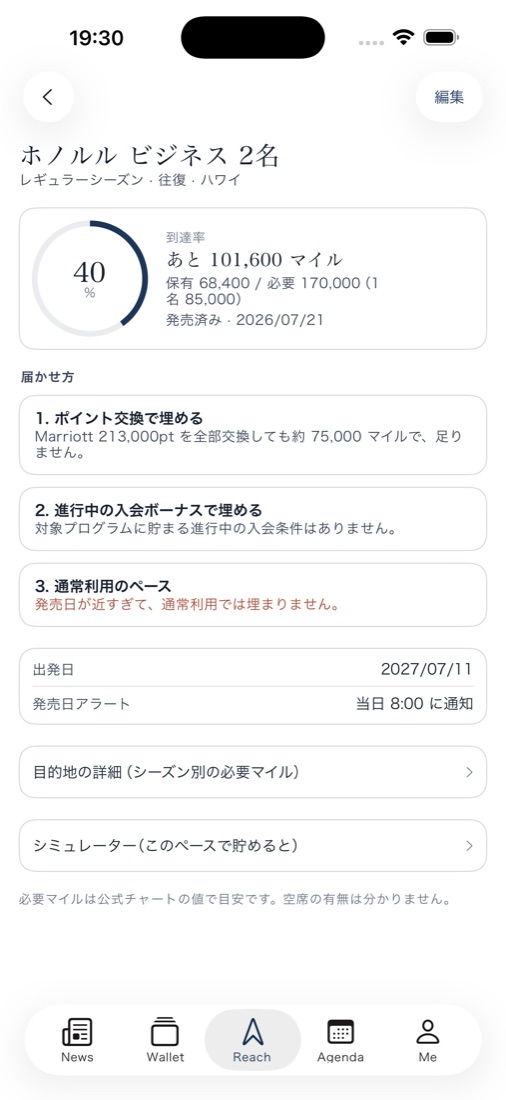 19:30
編集
ホノルル ビジネス 2名
レギュラーシーズン · 往復 · ハワイ
40
%
到達率
あと 101,600 マイル
保有 68,400 / 必要 170,000 (1
名 85,000)
発売済み · 2026/07/21
届かせ方
1. ポイント交換で埋める
Marriott 213,000pt を全部交換しても約 75,000 マイルで、足り
ません。
2. 進行中の入会ボーナスで埋める
対象プログラムに貯まる進行中の入会条件はありません。
3. 通常利用のペース
発売日が近すぎて、通常利用では埋まりません。
出発日
2027/07/11
発売日アラート
当日 8:00 に通知
目的地の詳細（シーズン別の必要マイル）
シミュレーター（このペースで貯めると）
必要マイルは公式チャートの値で目安です。空席の有無は分かりません。
News
Wallet
Reach
Agenda
Me